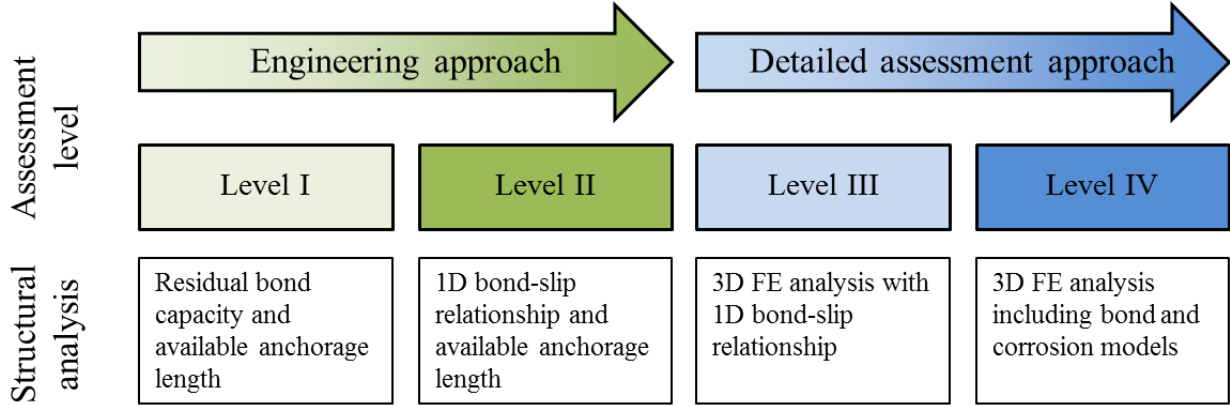 Assessment
level
Engineering approach
Detailed assessment approach
Level I
Level II
Level III
Level IV
Structural
analysis
Residual bond
capacity and
available anchorage
length
1D bond-slip
relationship and
available anchorage
length
3D FE analysis with
1D bond-slip
relationship
3D FE analysis
including bond and
corrosion models